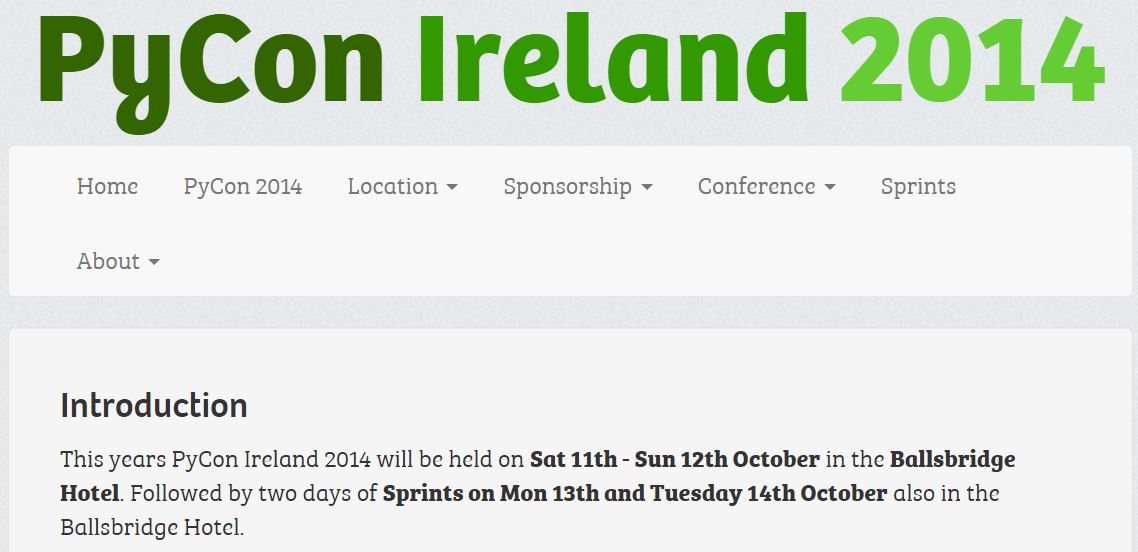 PyCon Ireland 2014
Home PyCon 2014 Location Sponsorship Conference Sprints
About
Introduction
This years PyCon Ireland 2014 will be held on Sat 11th - Sun 12th October in the Ballsbridge
Hotel. Followed by two days of Sprints on Mon 13th and Tuesday 14th October also in the
Ballsbridge Hotel.